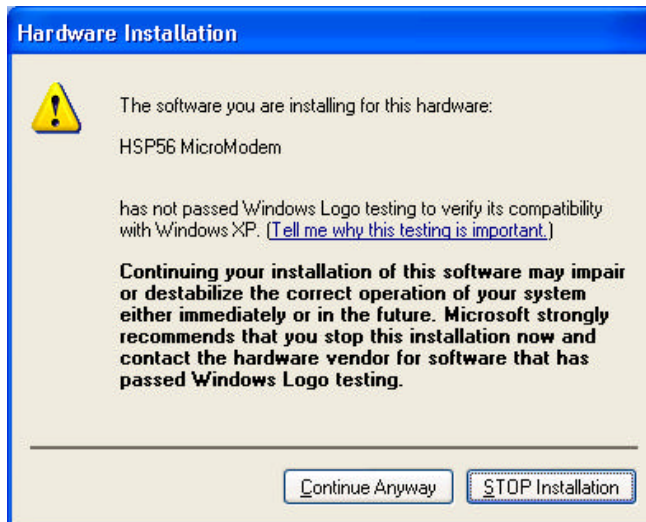 Hardware Installation
The software you are installing for this hardware:
HSP56 MicroModem
has not passed Windows Logo testing to verify its compatibility
with Windows XP. (Tell me why this testing is important.)
Continuing your installation of this software may impair
or destabilize the correct operation of your system
either immediately or in the future. Microsoft strongly
recommends that you stop this installation now and
contact the hardware vendor for software that has
passed Windows Logo testing.
Continue Anyway
STOP Installation